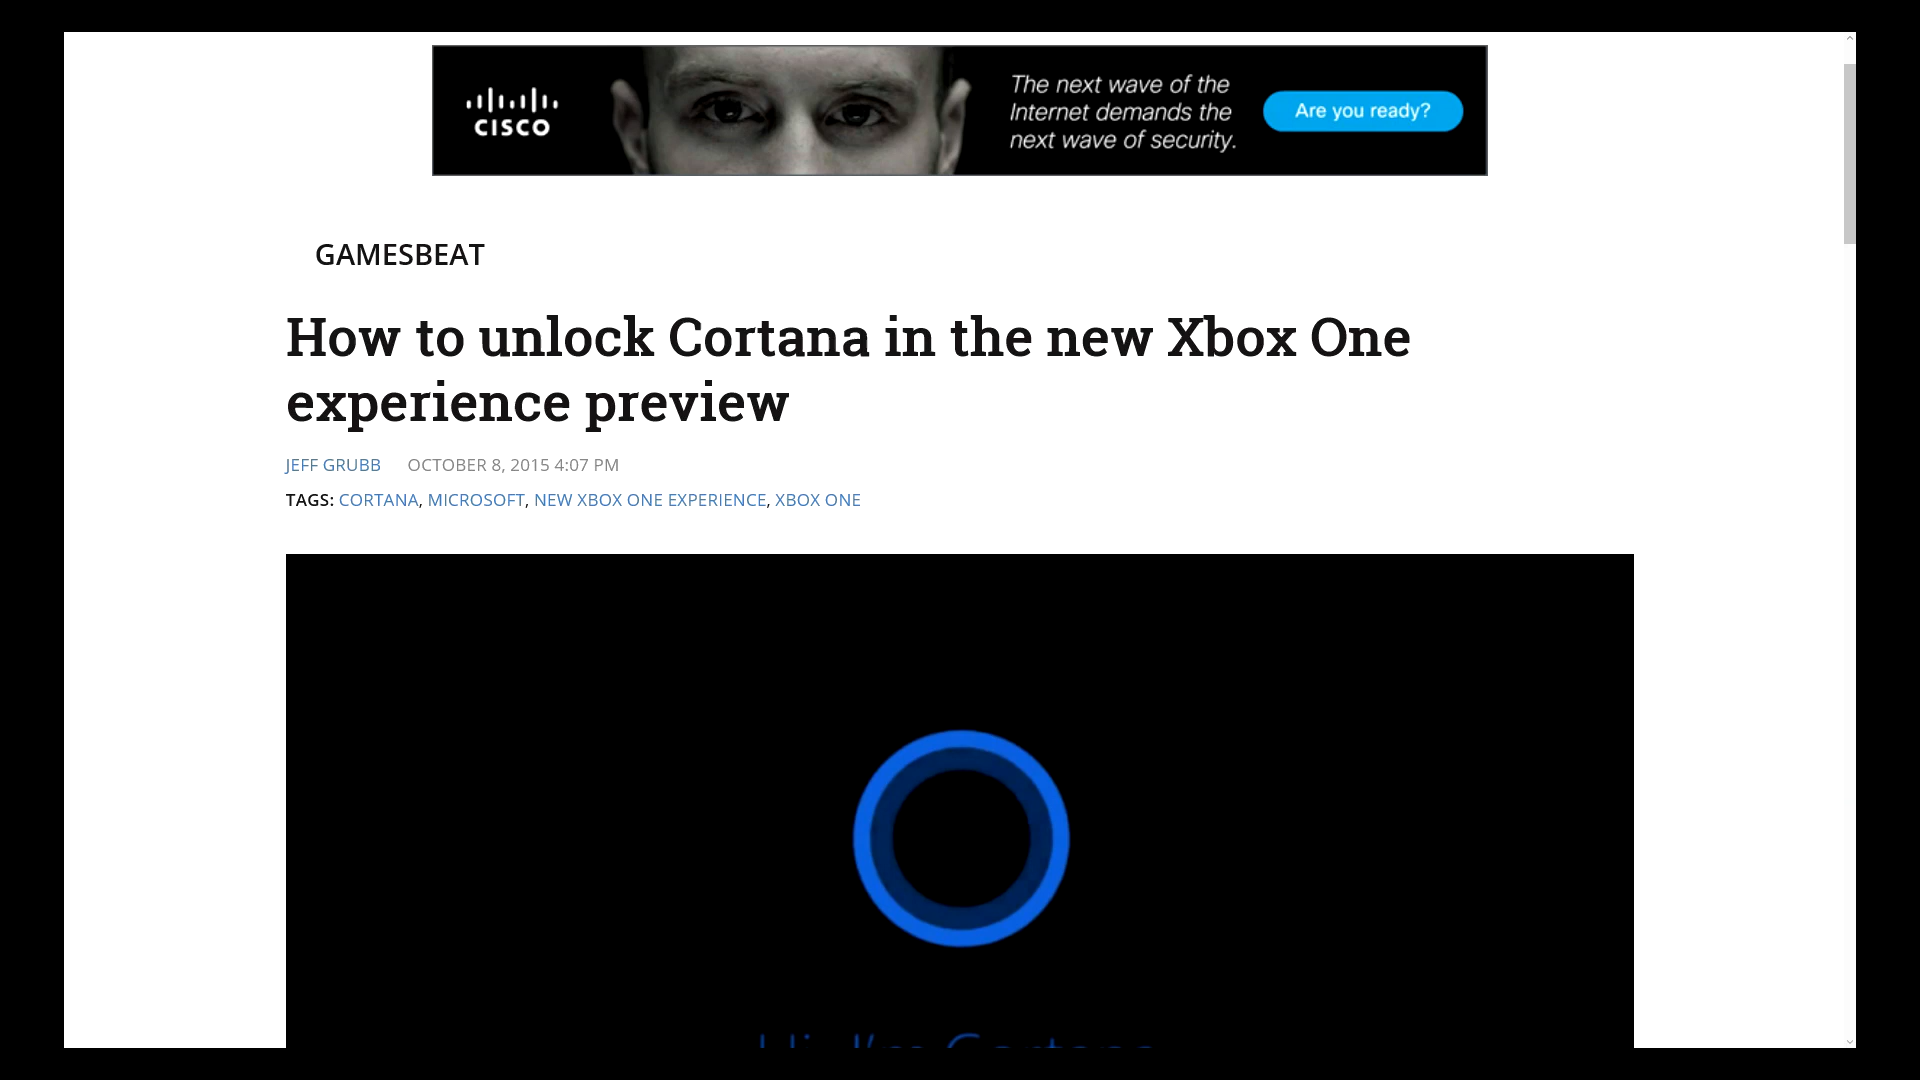 CISCO
The next wave of the
Internet demands the
next wave of security.
Are you ready?
GAMESBEAT
How to unlock Cortana in the new Xbox One
experience preview
JEFF GRUBB OCTOBER 8, 2015 4:07 PM
TAGS: CORTANA, MICROSOFT, NEW XBOX ONE EXPERIENCE, XBOX ONE
Hi. I'm Cortana.